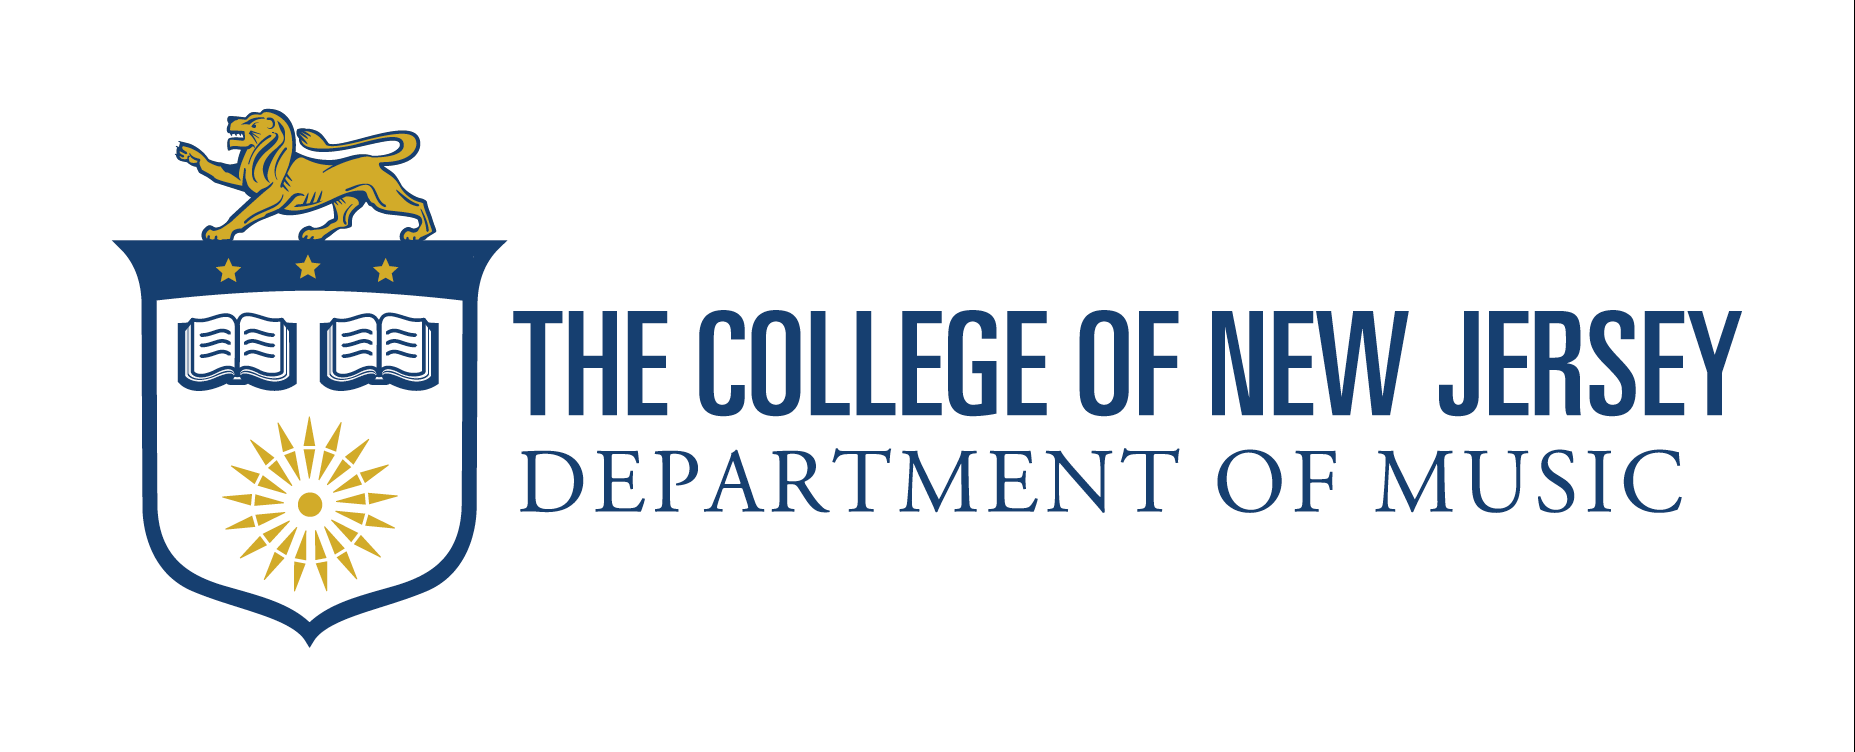 THE COLLEGE OF NEW JERSEY
DEPARTMENT OF MUSIC